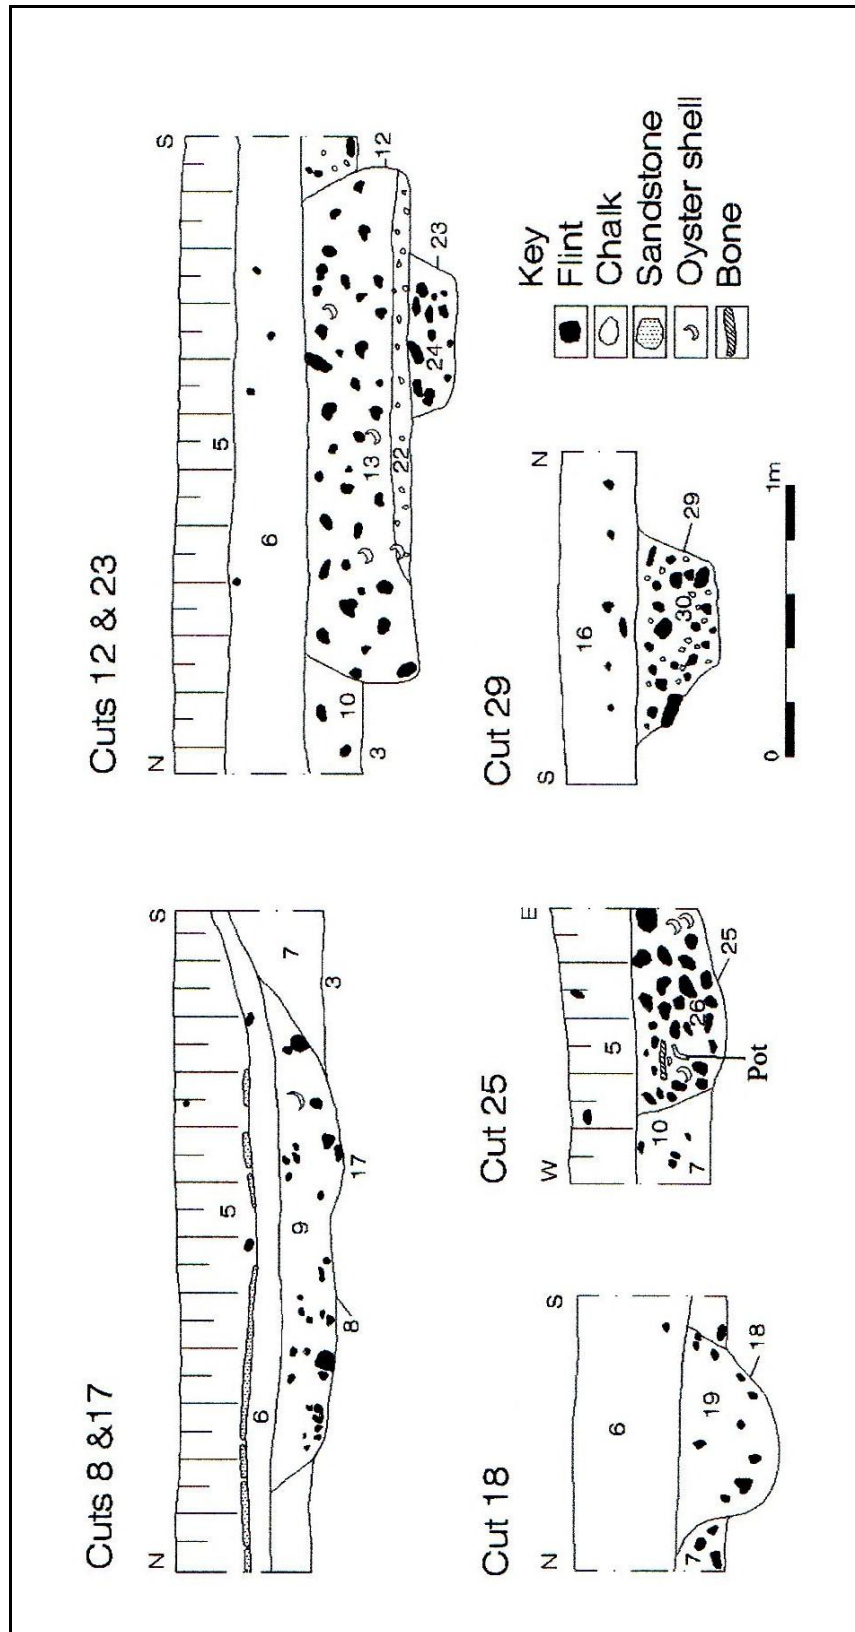 Cuts 8 &17
N
S
5
6
9
7
3
8
17
Cuts 12 & 23
N
S
5
6
10
13
22
24
3
12
23
Cut 18
N
S
6
7
19
18
Cut 25
W
E
5
10
7
26
25
Pot
Cut 29
S
N
16
30
29
0
1m
Key
Flint
Chalk
Sandstone
Oyster shell
Bone